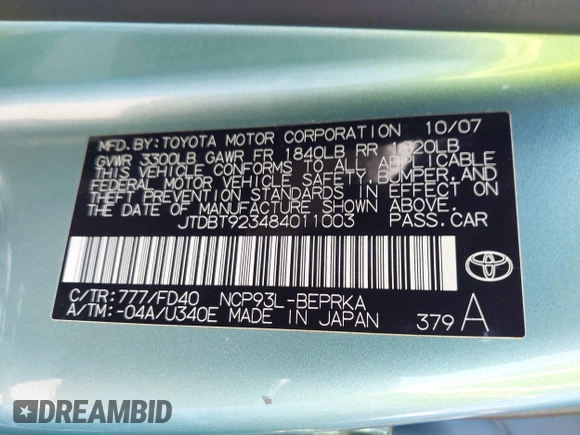 MFD. BY: TOYOTA MOTOR CORPORATION 10/07
GVWR 3300LB GAWR FR 1840LB RR 1820LB
THIS VEHICLE CONFORMS TO ALL APPLICABLE
FEDERAL MOTOR VEHICLE SAFETY, BUMPER, AND
THEFT PREVENTION STANDARDS IN EFFECT ON
THE DATE OF MANUFACTURE SHOWN ABOVE.
JTDBT923484011003 PASS. CAR
C/TR: 777/FD40 NCP93L-BEPRKA
A/TM: -04A/U340E MADE IN JAPAN 379 A
DREAMBID